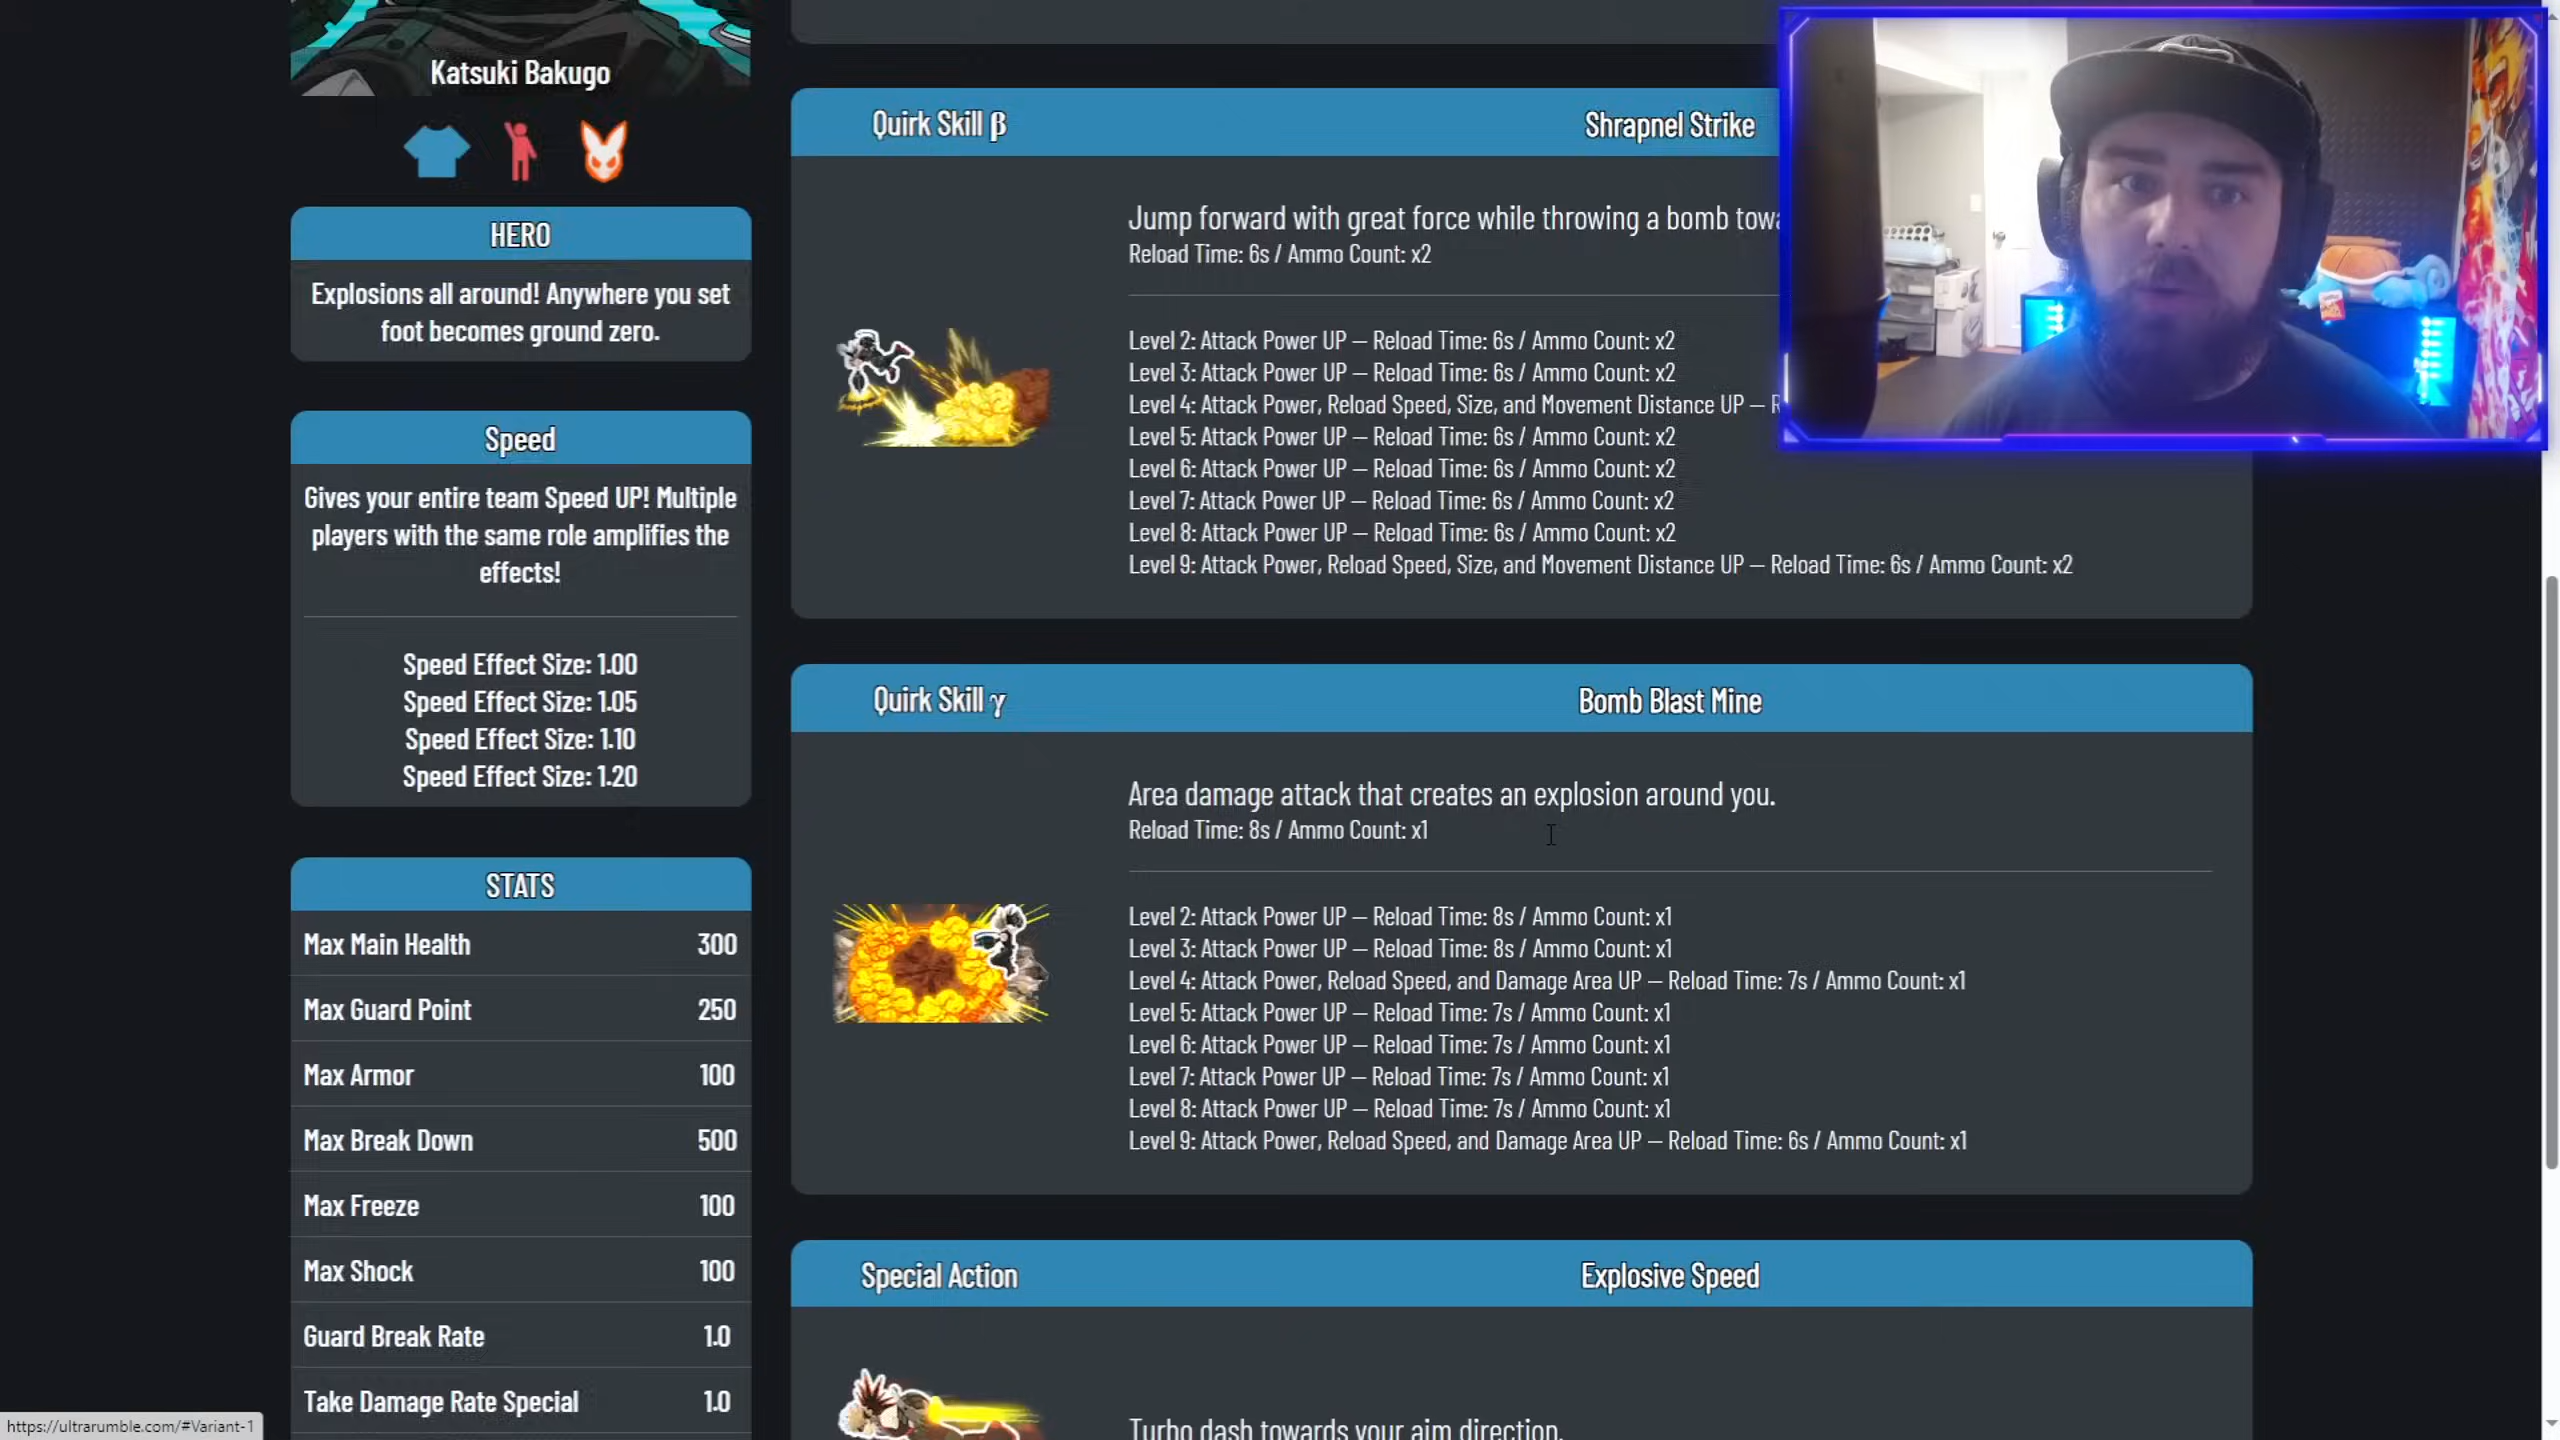 Katsuki Bakugo
HERO
Explosions all around! Anywhere you set
foot becomes ground zero.
Speed
Gives your entire team Speed UP! Multiple
players with the same role amplifies the
effects!
Speed Effect Size: 1.00
Speed Effect Size: 1.05
Speed Effect Size: 1.10
Speed Effect Size: 1.20
STATS
Max Main Health 300
Max Guard Point 250
Max Armor 100
Max Break Down 500
Max Freeze 100
Max Shock 100
Guard Break Rate 1.0
Take Damage Rate Special 1.0
Quirk Skill β Shrapnel Strike
Jump forward with great force while throwing a bomb
Reload Time: 6s / Ammo Count: x2
Level 2: Attack Power UP — Reload Time: 6s / Ammo Count: x2
Level 3: Attack Power UP — Reload Time: 6s / Ammo Count: x2
Level 4: Attack Power, Reload Speed, Size, and Movement Distance UP —
Level 5: Attack Power UP — Reload Time: 6s / Ammo Count: x2
Level 6: Attack Power UP — Reload Time: 6s / Ammo Count: x2
Level 7: Attack Power UP — Reload Time: 6s / Ammo Count: x2
Level 8: Attack Power UP — Reload Time: 6s / Ammo Count: x2
Level 9: Attack Power, Reload Speed, Size, and Movement Distance UP — Reload Time: 6s / Ammo Count: x2
Quirk Skill γ Bomb Blast Mine
Area damage attack that creates an explosion around you.
Reload Time: 8s / Ammo Count: x1
Level 2: Attack Power UP — Reload Time: 8s / Ammo Count: x1
Level 3: Attack Power UP — Reload Time: 8s / Ammo Count: x1
Level 4: Attack Power, Reload Speed, and Damage Area UP — Reload Time: 7s / Ammo Count: x1
Level 5: Attack Power UP — Reload Time: 7s / Ammo Count: x1
Level 6: Attack Power UP — Reload Time: 7s / Ammo Count: x1
Level 7: Attack Power UP — Reload Time: 7s / Ammo Count: x1
Level 8: Attack Power UP — Reload Time: 7s / Ammo Count: x1
Level 9: Attack Power, Reload Speed, and Damage Area UP — Reload Time: 6s / Ammo Count: x1
Special Action Explosive Speed
Turbo dash towards your aim direction.
https://ultrarumble.com/#Variant-1